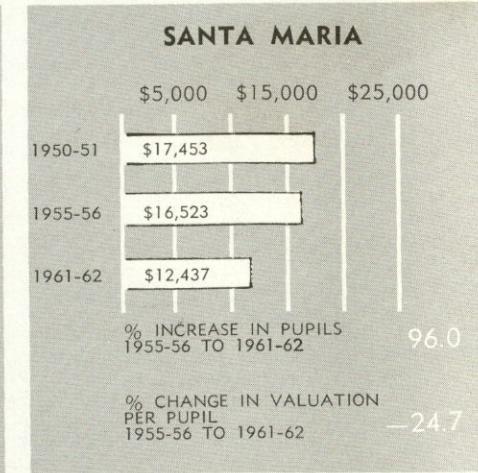 SANTA MARIA
$5,000 $15,000 $25,000
1950-51 $17,453
1955-56 $16,523
1961-62 $12,437
% INCREASE IN PUPILS
1955-56 TO 1961-62 96.0
% CHANGE IN VALUATION
PER PUPIL
1955-56 TO 1961-62 —24.7